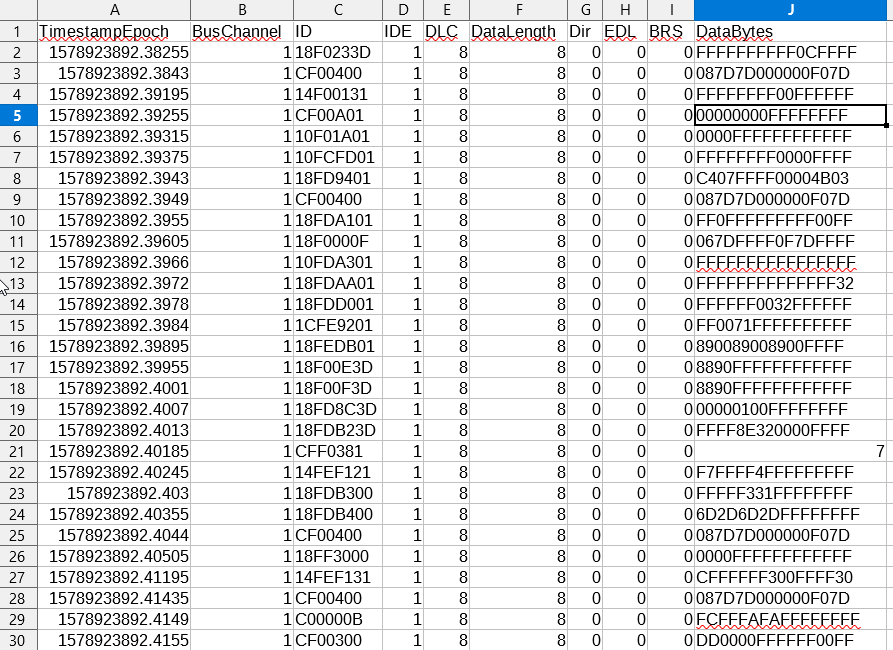 A B C D E F G H I J
1 TimestampEpoch BusChannel ID IDE DLC DataLength Dir EDL BRS DataBytes
2 1578923892.38255 1 18F0233D 1 8 8 0 0 0 FFFFFFFFFF0CFFFF
3 1578923892.3843 1 CF00400 1 8 8 0 0 0 087D7D000000F07D
4 1578923892.39195 1 14F00131 1 8 8 0 0 0 FFFFFFFF00FFFFFF
5 1578923892.39255 1 CF00A01 1 8 8 0 0 0 00000000FFFFFFFF
6 1578923892.39315 1 10F01A01 1 8 8 0 0 0 0000FFFFFFFFFFFF
7 1578923892.39375 1 10FCFD01 1 8 8 0 0 0 FFFFFFFF0000FFFF
8 1578923892.3943 1 18FD9401 1 8 8 0 0 0 C407FFFF00004B03
9 1578923892.3949 1 CF00400 1 8 8 0 0 0 087D7D000000F07D
10 1578923892.3955 1 18FDA101 1 8 8 0 0 0 FF0FFFFFFFFF00FF
11 1578923892.39605 1 18F0000F 1 8 8 0 0 0 067DFFFF0F7DFFFF
12 1578923892.3966 1 10FDA301 1 8 8 0 0 0 FFFFFFFFFFFFFFFF
13 1578923892.3972 1 18FDAA01 1 8 8 0 0 0 FFFFFFFFFFFFFF32
14 1578923892.3978 1 18FDD001 1 8 8 0 0 0 FFFFFF0032FFFFFF
15 1578923892.3984 1 1CFE9201 1 8 8 0 0 0 FF0071FFFFFFFFFF
16 1578923892.39895 1 18FEDB01 1 8 8 0 0 0 890089008900FFFF
17 1578923892.39955 1 18F00E3D 1 8 8 0 0 0 8890FFFFFFFFFFFF
18 1578923892.4001 1 18F00F3D 1 8 8 0 0 0 8890FFFFFFFFFFFF
19 1578923892.4007 1 18FD8C3D 1 8 8 0 0 0 00000100FFFFFFFF
20 1578923892.4013 1 18FDB23D 1 8 8 0 0 0 FFFF8E320000FFFF
21 1578923892.40185 1 CFF0381 1 8 8 0 0 0 7
22 1578923892.40245 1 14FEF121 1 8 8 0 0 0 F7FFFF4FFFFFFFFF
23 1578923892.403 1 18FDB300 1 8 8 0 0 0 FFFFF331FFFFFFFF
24 1578923892.40355 1 18FDB400 1 8 8 0 0 0 6D2D6D2DFFFFFFFF
25 1578923892.4044 1 CF00400 1 8 8 0 0 0 087D7D000000F07D
26 1578923892.40505 1 18FF3000 1 8 8 0 0 0 0000FFFFFFFFFFFF
27 1578923892.41195 1 14FEF131 1 8 8 0 0 0 CFFFFFF300FFFF30
28 1578923892.41435 1 CF00400 1 8 8 0 0 0 087D7D000000F07D
29 1578923892.4149 1 C00000B 1 8 8 0 0 0 FCFFFAFAFFFFFFFF
30 1578923892.4155 1 CF00300 1 8 8 0 0 0 DD0000FFFFFF00FF